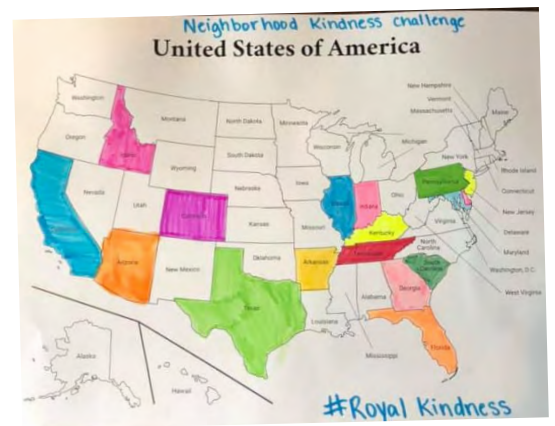 Neighborhood Kindness challenge
United States of America
Washington
Oregon
Idaho
Montana
Wyoming
Nevada
Utah
Arizona
New Mexico
North Dakota
South Dakota
Nebraska
Kansas
Oklahoma
Texas
Minnesota
Iowa
Missouri
Arkansas
Louisiana
Wisconsin
Illinois
Indiana
Michigan
Ohio
Kentucky
Tennessee
Mississippi
Alabama
Georgia
Florida
South
Carolina
North
Carolina
Virginia
Pennsylvania
New York
New Hampshire
Vermont
Massachusetts
Maine
Rhode Island
Connecticut
New Jersey
Delaware
Maryland
Washington, D.C.
West Virginia
Alaska
Hawaii
#Royal Kindness